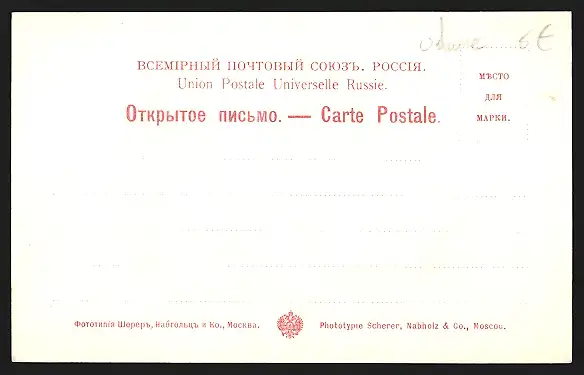 6 €
ВСЕМІРНЫЙ ПОЧТОВЫЙ СОЮЗЪ. РОССІЯ.
Union Postale Universelle Russie.
МѢСТО
ДЛЯ
МАРКИ.
Открытое письмо. — Carte Postale.
Фототипія Шереръ, Набгольцъ и Ко., Москва.
Phototypie Scherer, Nabholz & Co., Moscou.